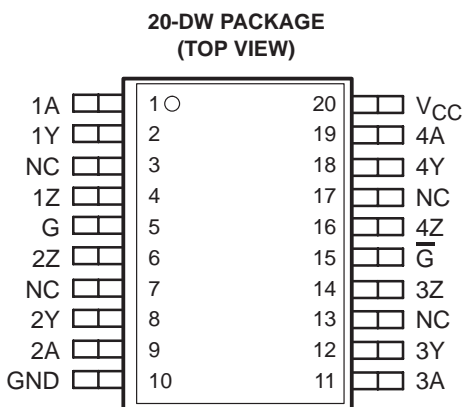 20-DW PACKAGE
(TOP VIEW)
1A 1 20 VCC
1Y 2 19 4A
NC 3 18 4Y
1Z 4 17 NC
G 5 16 4Z
2Z 6 15 G̅
NC 7 14 3Z
2Y 8 13 NC
2A 9 12 3Y
GND 10 11 3A